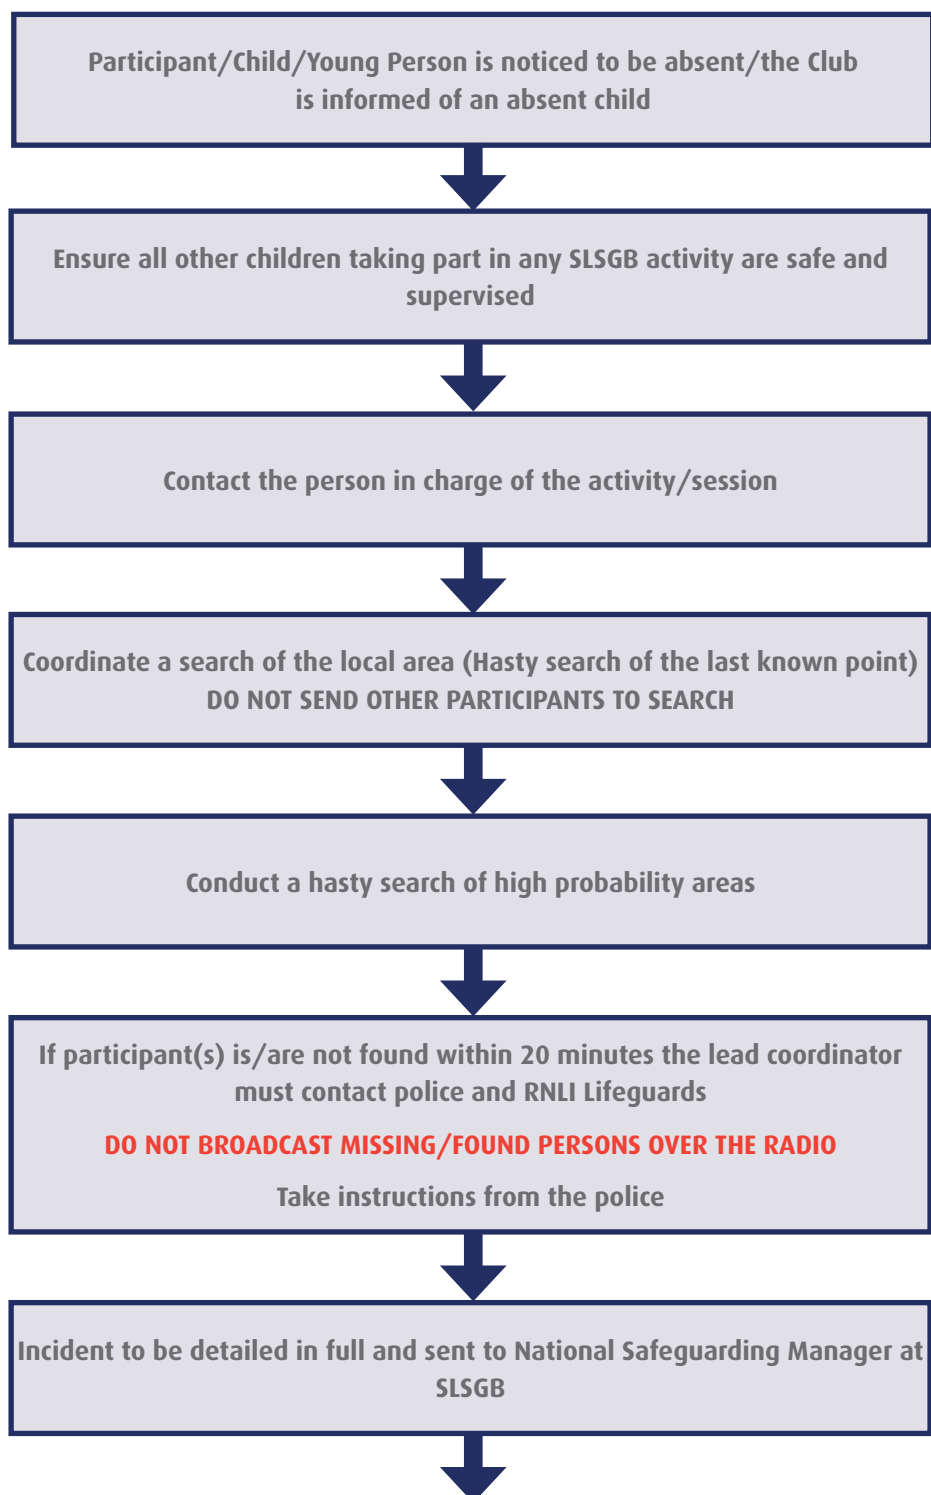 Participant/Child/Young Person is noticed to be absent/the Club
is informed of an absent child
Ensure all other children taking part in any SLSGB activity are safe and
supervised
Contact the person in charge of the activity/session
Coordinate a search of the local area (Hasty search of the last known point)
DO NOT SEND OTHER PARTICIPANTS TO SEARCH
Conduct a hasty search of high probability areas
If participant(s) is/are not found within 20 minutes the lead coordinator
must contact police and RNLI Lifeguards
DO NOT BROADCAST MISSING/FOUND PERSONS OVER THE RADIO
Take instructions from the police
Incident to be detailed in full and sent to National Safeguarding Manager at
SLSGB